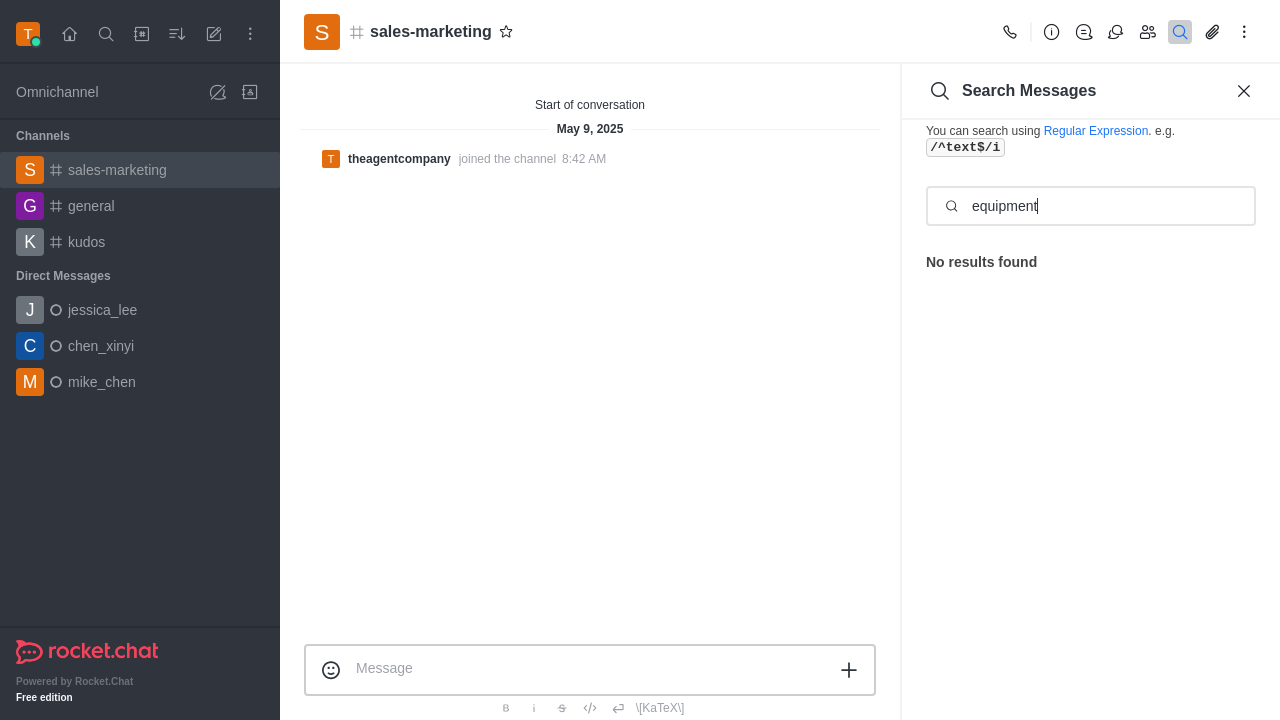 T
Omnichannel
Channels
S sales-marketing
G general
K kudos
Direct Messages
J jessica_lee
C chen_xinyi
M mike_chen
rocket.chat
Powered by Rocket.Chat
Free edition
S sales-marketing
Start of conversation
May 9, 2025
T theagentcompany joined the channel 8:42 AM
Message
B i S \[KaTeX\]
Search Messages
You can search using Regular Expression. e.g.
/^text$/i
equipment
No results found